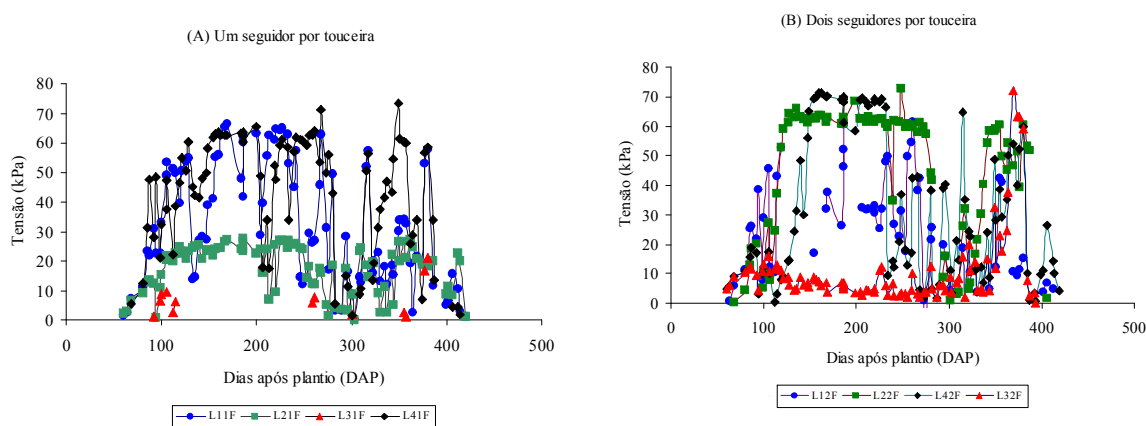 (A) Um seguidor por touceira
Tensão (kPa)
80
70
60
50
40
30
20
10
0
0 100 200 300 400 500
Dias após plantio (DAP)
L11F L21F L31F L41F
(B) Dois seguidores por touceira
Tensão (kPa)
80
70
60
50
40
30
20
10
0
0 100 200 300 400 500
Dias após plantio (DAP)
L12F L22F L42F L32F